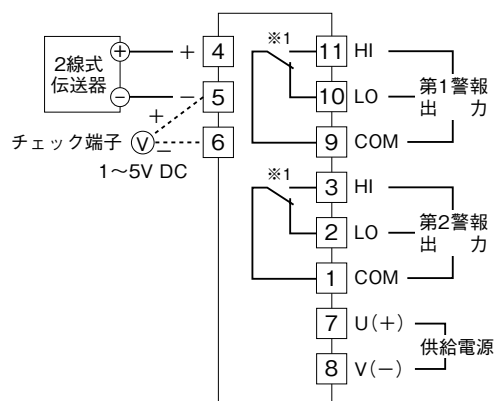 2線式
伝送器
+
−
+ 4
− 5
6
+
−
V
チェック端子
1～5V DC
※1
11 HI
10 LO
9 COM
第1警報
出 力
※1
3 HI
2 LO
1 COM
第2警報
出 力
7 U(+)
8 V(−)
供給電源